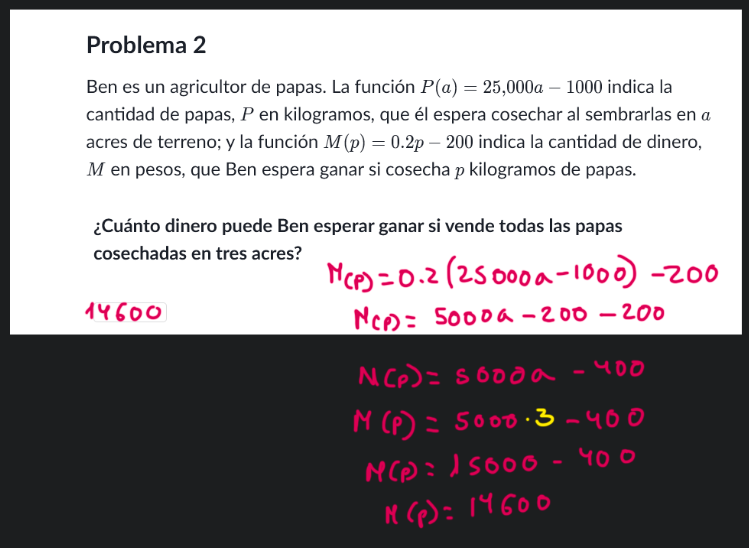 Problema 2
Ben es un agricultor de papas. La función P(a) = 25,000a − 1000 indica la
cantidad de papas, P en kilogramos, que él espera cosechar al sembrarlas en a
acres de terreno; y la función M(p) = 0.2p − 200 indica la cantidad de dinero,
M en pesos, que Ben espera ganar si cosecha p kilogramos de papas.
¿Cuánto dinero puede Ben esperar ganar si vende todas las papas
cosechadas en tres acres?
M(P)=0.2(25000a-1000) -200
14600
M(P)= 5000a-200-200
M(P)= 5000a -400
M(P) = 5000·3-400
M(P)= 15000 - 400
M(P)= 14600